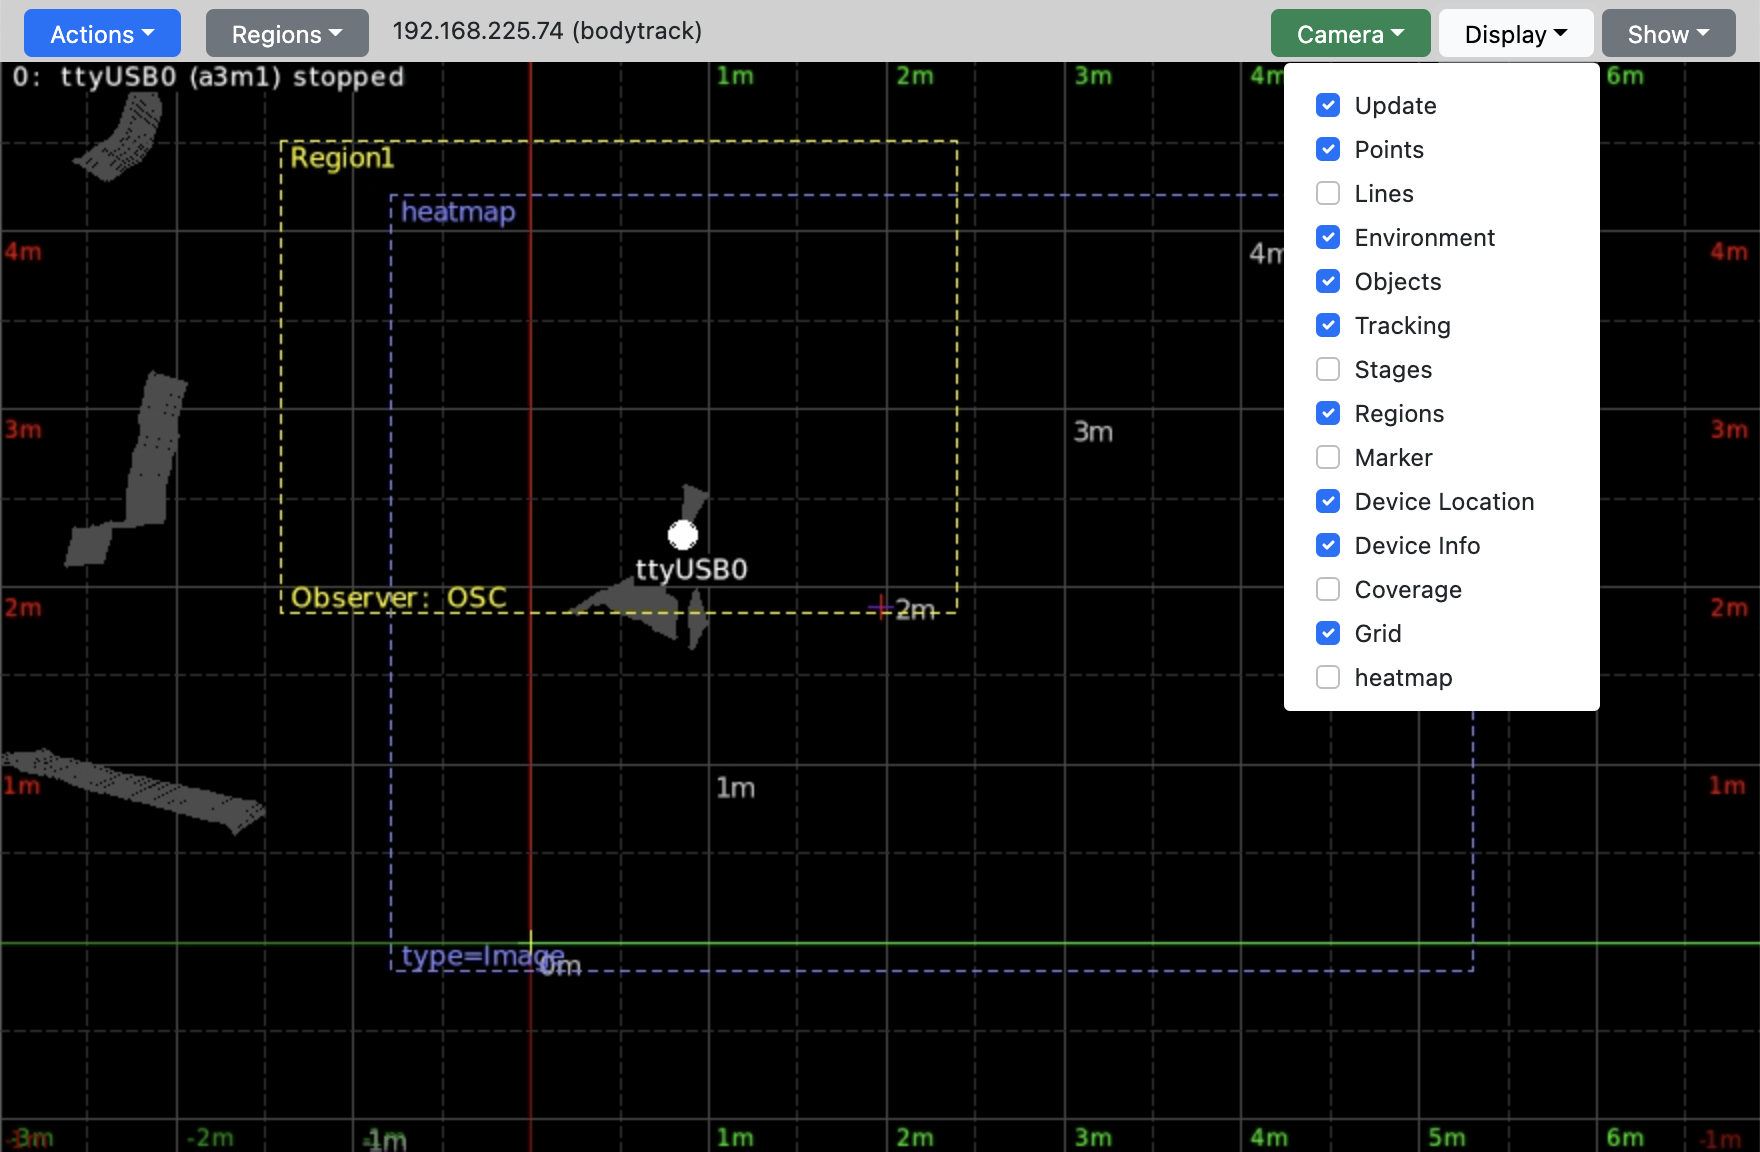 Actions Regions 192.168.225.74 (bodytrack) Camera Display Show
0: ttyUSB0 (a3m1) stopped
1m 2m 3m 4m 6m
Update
Points
Lines
Environment
Objects
Tracking
Stages
Regions
Marker
Device Location
Device Info
Coverage
Grid
heatmap
Region1
heatmap
4m 4m 4m
3m 3m 3m
ttyUSB0
Observer: OSC
2m 2m 2m
1m 1m 1m
type=Image
0m
-2m -1m 1m 2m 3m 4m 5m 6m -1m